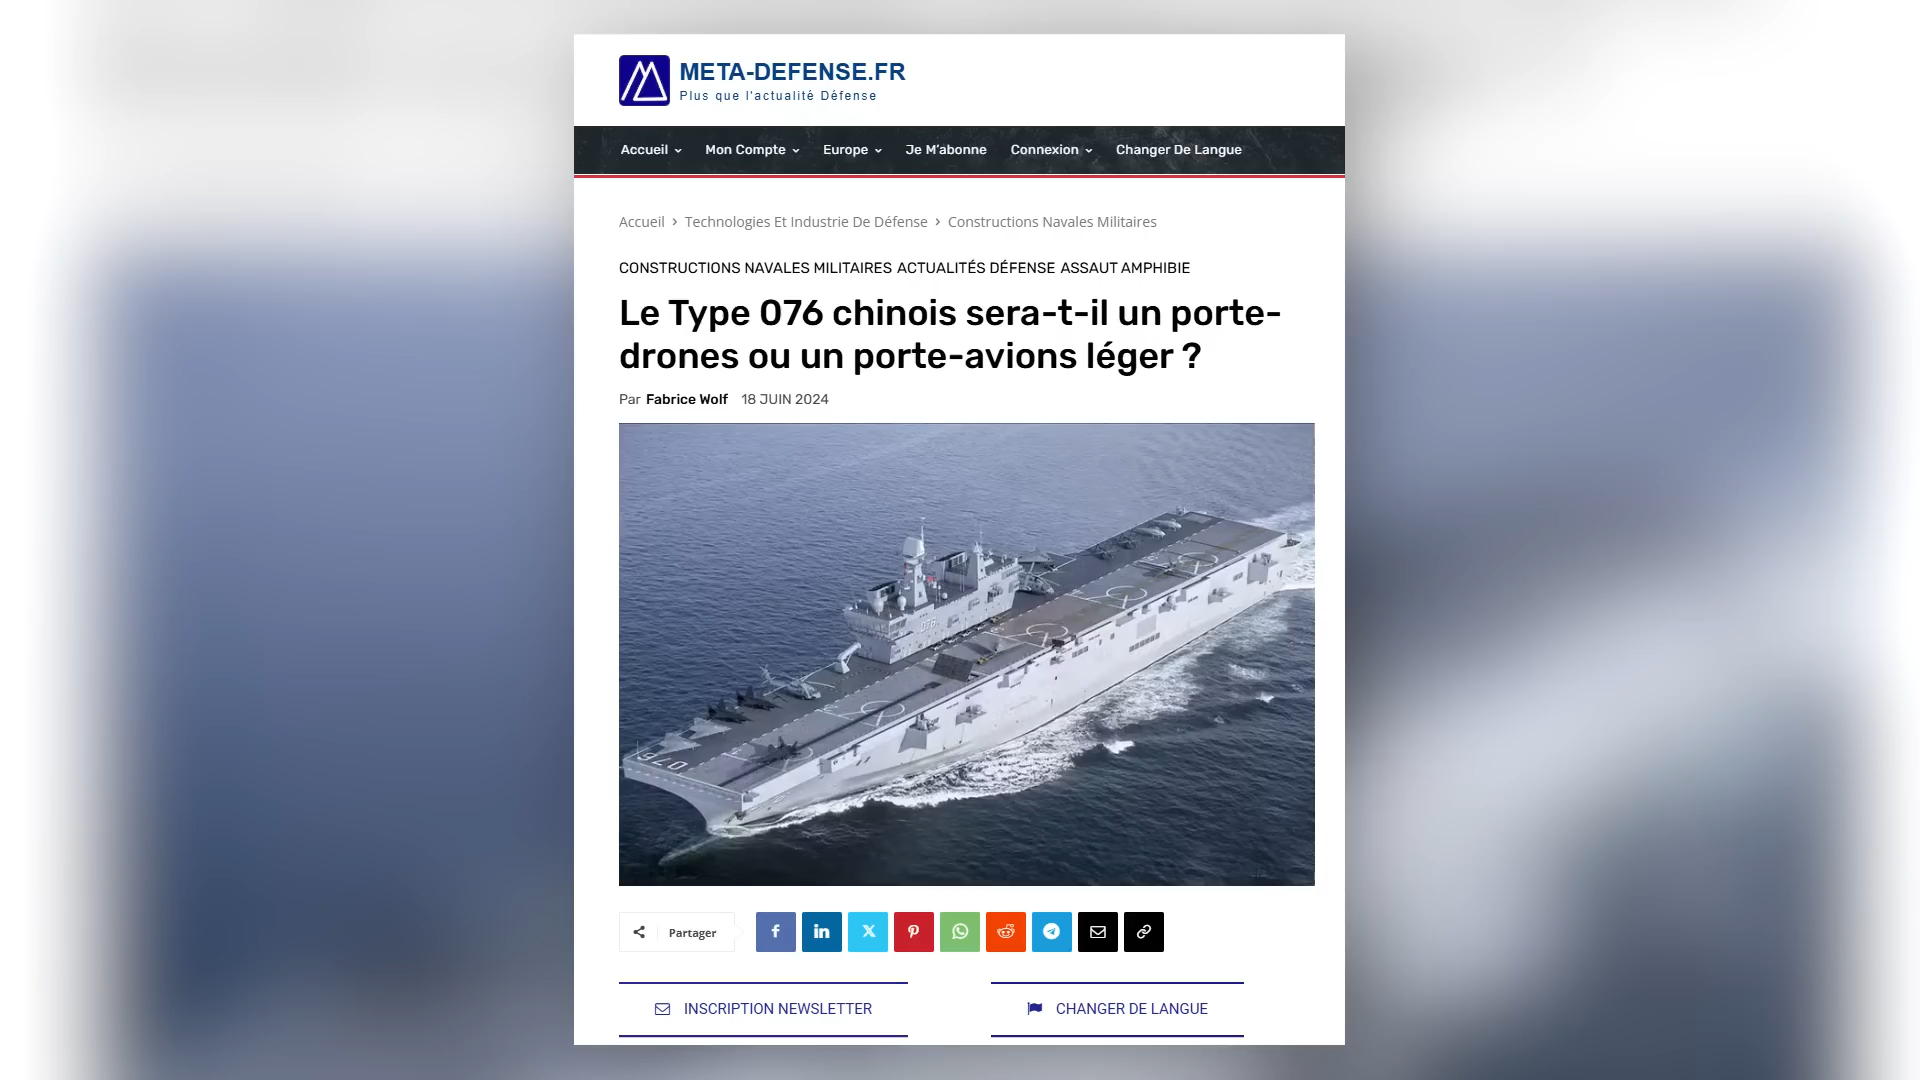 META-DEFENSE.FR
Plus que l'actualité Défense
Accueil Mon Compte Europe Je M'abonne Connexion Changer De Langue
Accueil > Technologies Et Industrie De Défense > Constructions Navales Militaires
CONSTRUCTIONS NAVALES MILITAIRES ACTUALITÉS DÉFENSE ASSAUT AMPHIBIE
Le Type 076 chinois sera-t-il un porte-
drones ou un porte-avions léger ?
Par Fabrice Wolf 18 JUIN 2024
076
076
Partager
INSCRIPTION NEWSLETTER CHANGER DE LANGUE